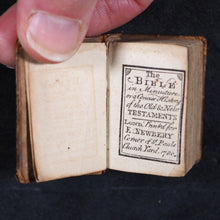 The
BIBLE
in Miniature
or a Concise History
of the Old & New
TESTAMENTS
Lond. Printed for
E. NEWBERY
Corner of St. Pauls
Church Yard. 1780.